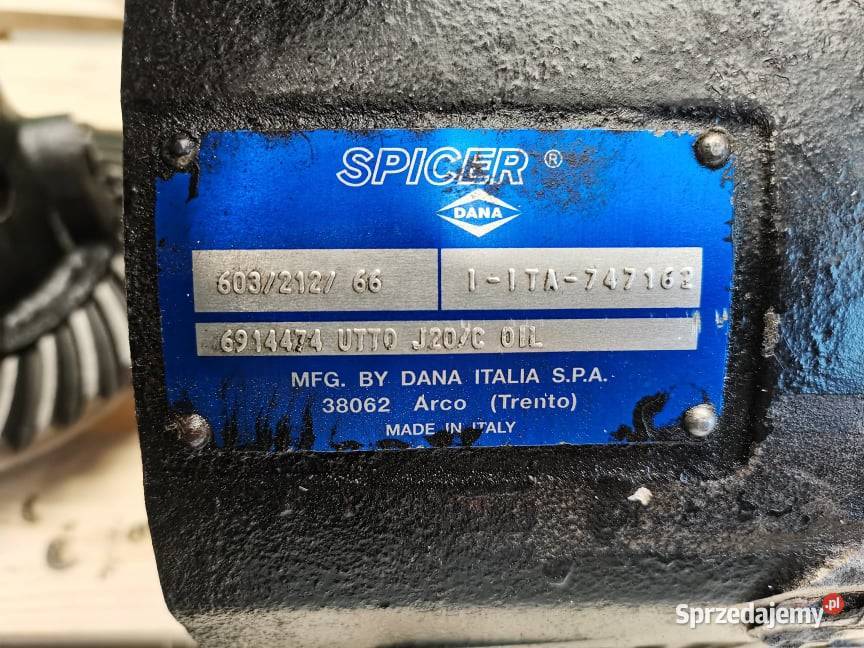 SPICER ®
DANA
603//212/ 66
1-ITA-747162
6914474 UTTO J20/C OIL
MFG. BY DANA ITALIA S.P.A.
38062 Arco (Trento)
MADE IN ITALY
Sprzedajemy.pl